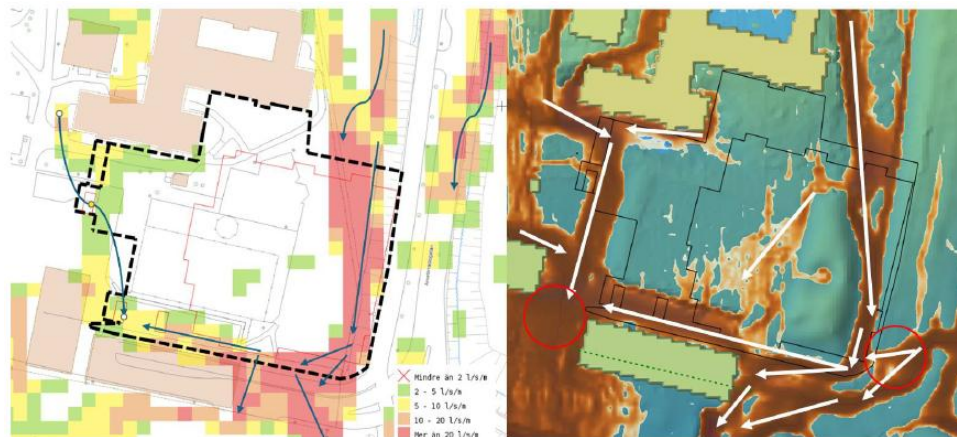 Mindre än 2 l/s/m
2 - 5 l/s/m
5 - 10 l/s/m
10 - 20 l/s/m
Mer än 20 l/s/m